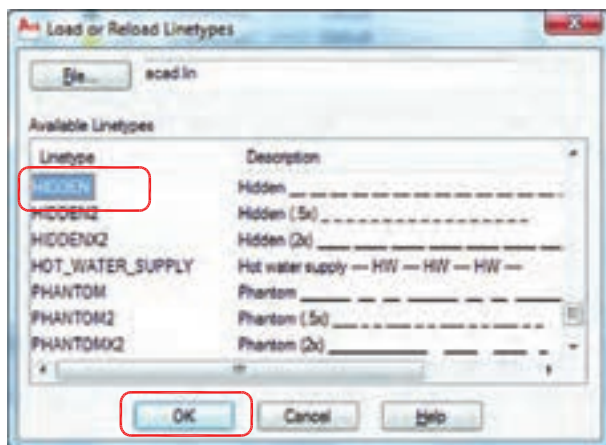 Load or Reload Linetypes
File... acad.lin
Available Linetypes
Linetype Description
HIDDEN Hidden
HIDDEN2 Hidden (.5x)
HIDDENX2 Hidden (2x)
HOT_WATER_SUPPLY Hot water supply --- HW --- HW --- HW ---
PHANTOM Phantom
PHANTOM2 Phantom (.5x)
PHANTOMX2 Phantom (2x)
OK Cancel Help